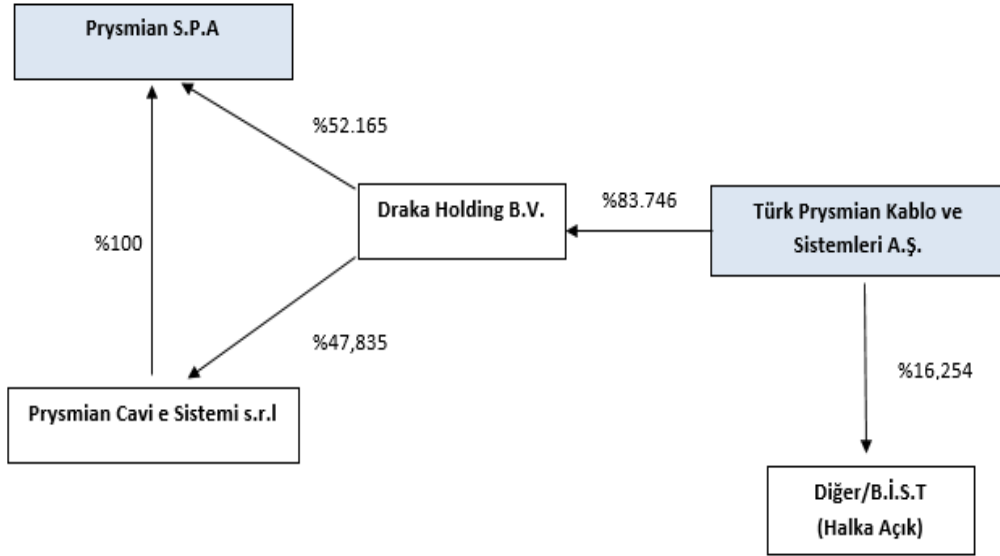 Prysmian S.P.A
%52.165
Draka Holding B.V.
%83.746
Türk Prysmian Kablo ve
Sistemleri A.Ş.
%100
%47,835
%16,254
Prysmian Cavi e Sistemi s.r.l
Diğer/B.İ.S.T
(Halka Açık)